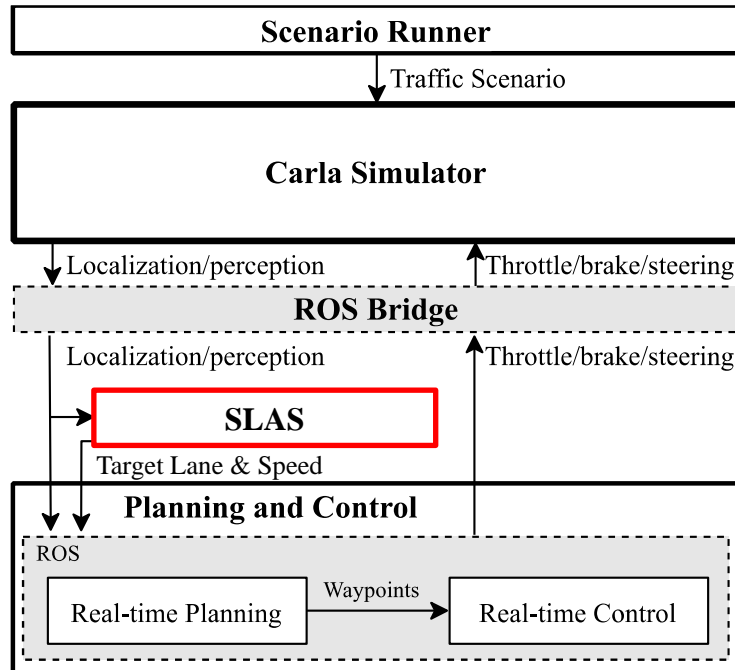 Scenario Runner
Traffic Scenario
Carla Simulator
Localization/perception
Throttle/brake/steering
ROS Bridge
Localization/perception
Throttle/brake/steering
SLAS
Target Lane & Speed
Planning and Control
ROS
Real-time Planning
Waypoints
Real-time Control